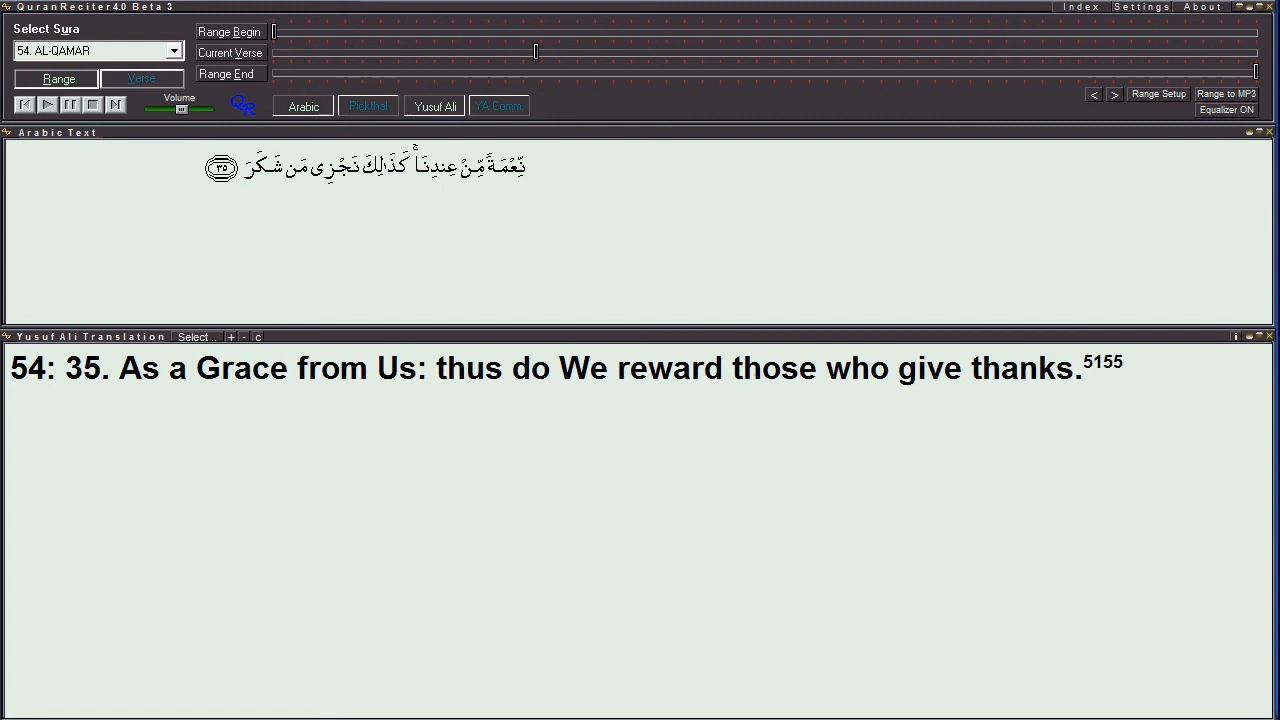 QuranReciter4.0 Beta 3
Index Settings About
Select Sura
54. AL-QAMAR
Range Verse
Volume
Range Begin
Current Verse
Range End
QR
Arabic Pickthal Yusuf Ali YA Comm.
< > Range Setup Range to MP3
Equalizer ON
Arabic Text
نِّعْمَةً مِّنْ عِندِنَا ۚ كَذَٰلِكَ نَجْزِى مَن شَكَرَ ٣٥
Yusuf Ali Translation Select .. + - c i
54: 35. As a Grace from Us: thus do We reward those who give thanks.5155